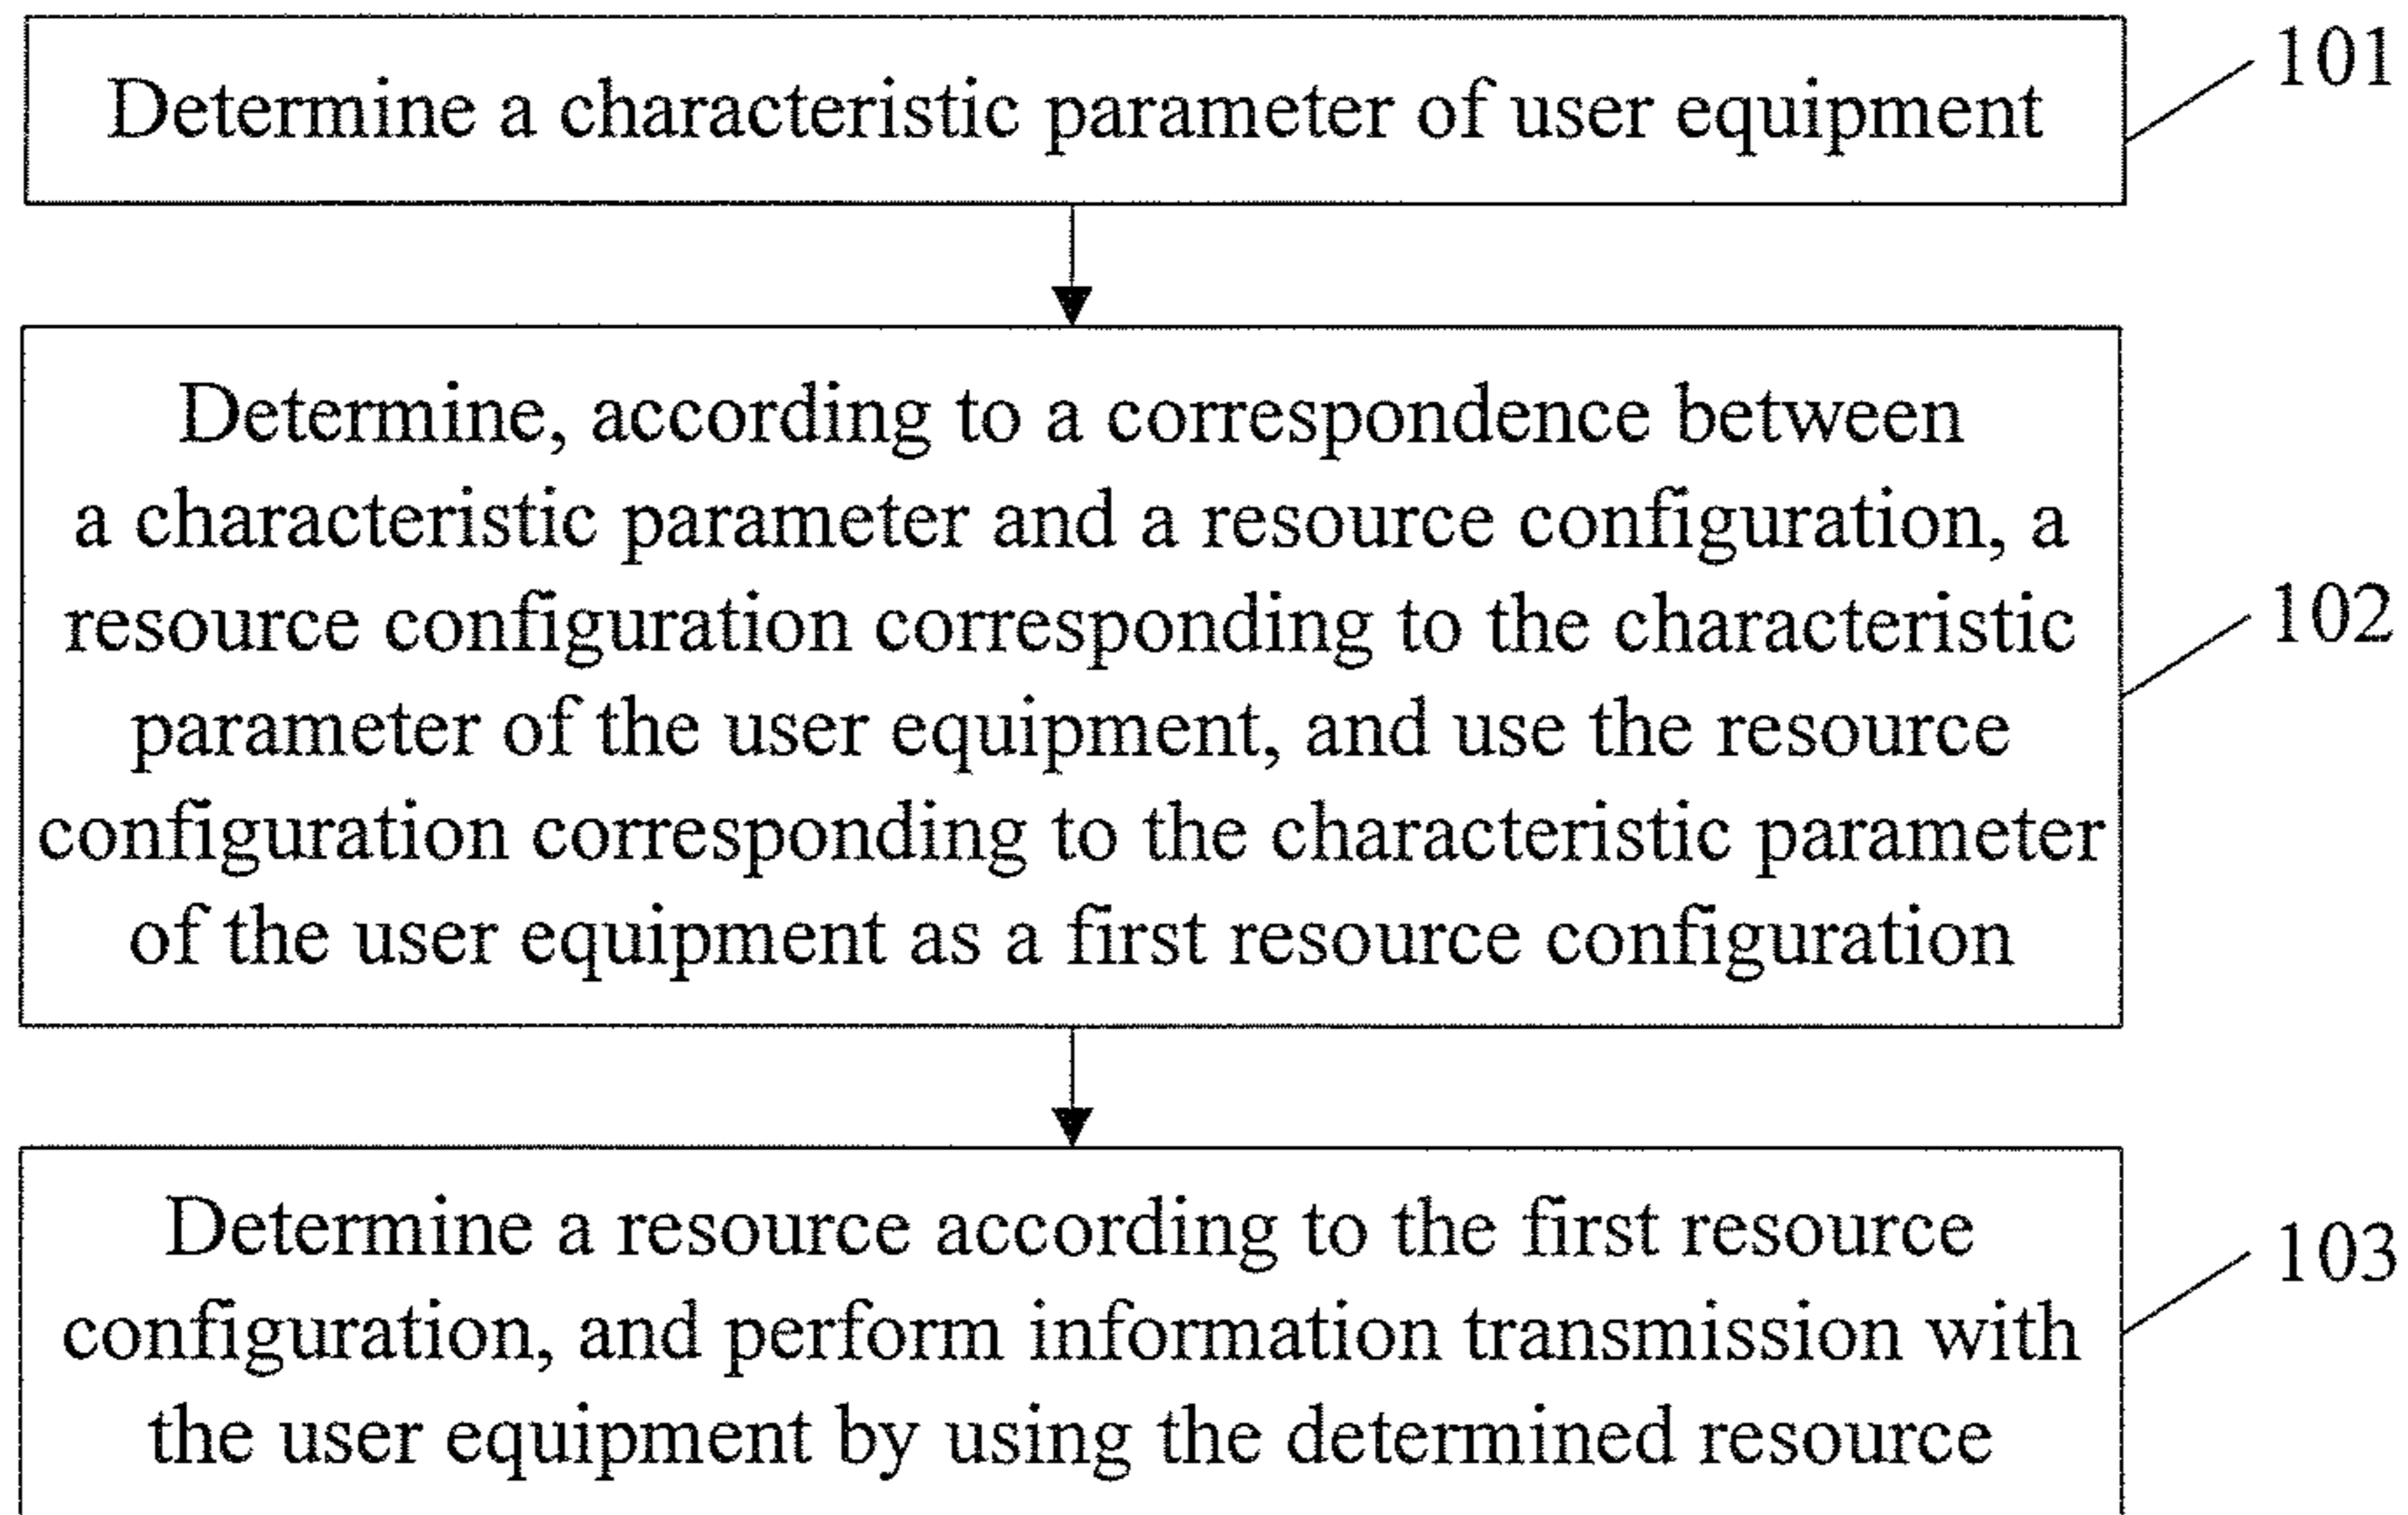 Determine a characteristic parameter of user equipment
101
Determine, according to a correspondence between
a characteristic parameter and a resource configuration, a
resource configuration corresponding to the characteristic
parameter of the user equipment, and use the resource
configuration corresponding to the characteristic parameter
of the user equipment as a first resource configuration
102
Determine a resource according to the first resource
configuration, and perform information transmission with
the user equipment by using the determined resource
103